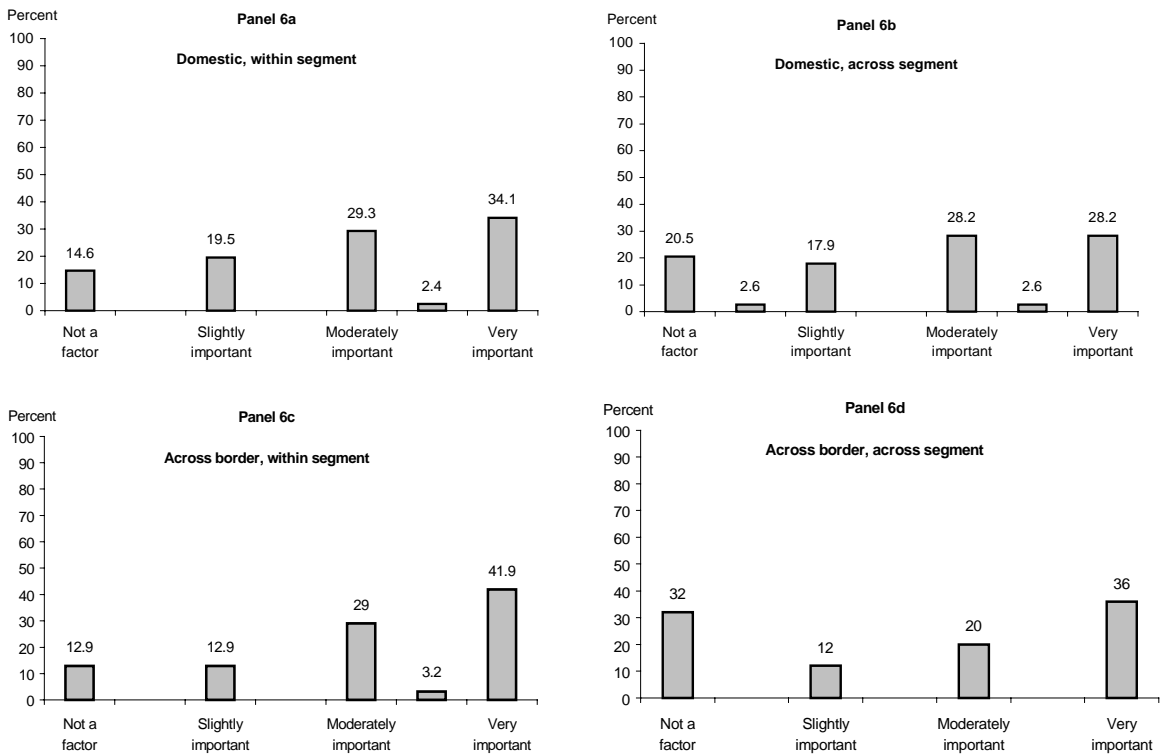 Percent
Panel 6a
Domestic, within segment
100
90
80
70
60
50
40
30
20
10
0
14.6
19.5
29.3
2.4
34.1
Not a factor
Slightly important
Moderately important
Very important
Percent
Panel 6b
Domestic, across segment
100
90
80
70
60
50
40
30
20
10
0
20.5
2.6
17.9
28.2
2.6
28.2
Not a factor
Slightly important
Moderately important
Very important
Percent
Panel 6c
Across border, within segment
100
90
80
70
60
50
40
30
20
10
0
12.9
12.9
29
3.2
41.9
Not a factor
Slightly important
Moderately important
Very important
Percent
Panel 6d
Across border, across segment
100
90
80
70
60
50
40
30
20
10
0
32
12
20
36
Not a factor
Slightly important
Moderately important
Very important